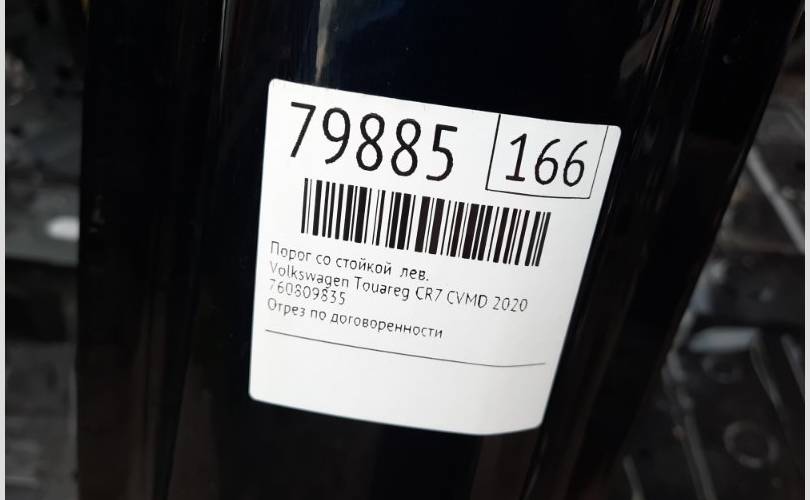 79885
166
Порог со стойкой лев.
Volkswagen Touareg CR7 CVMD 2020
760809835
Отрез по договоренности